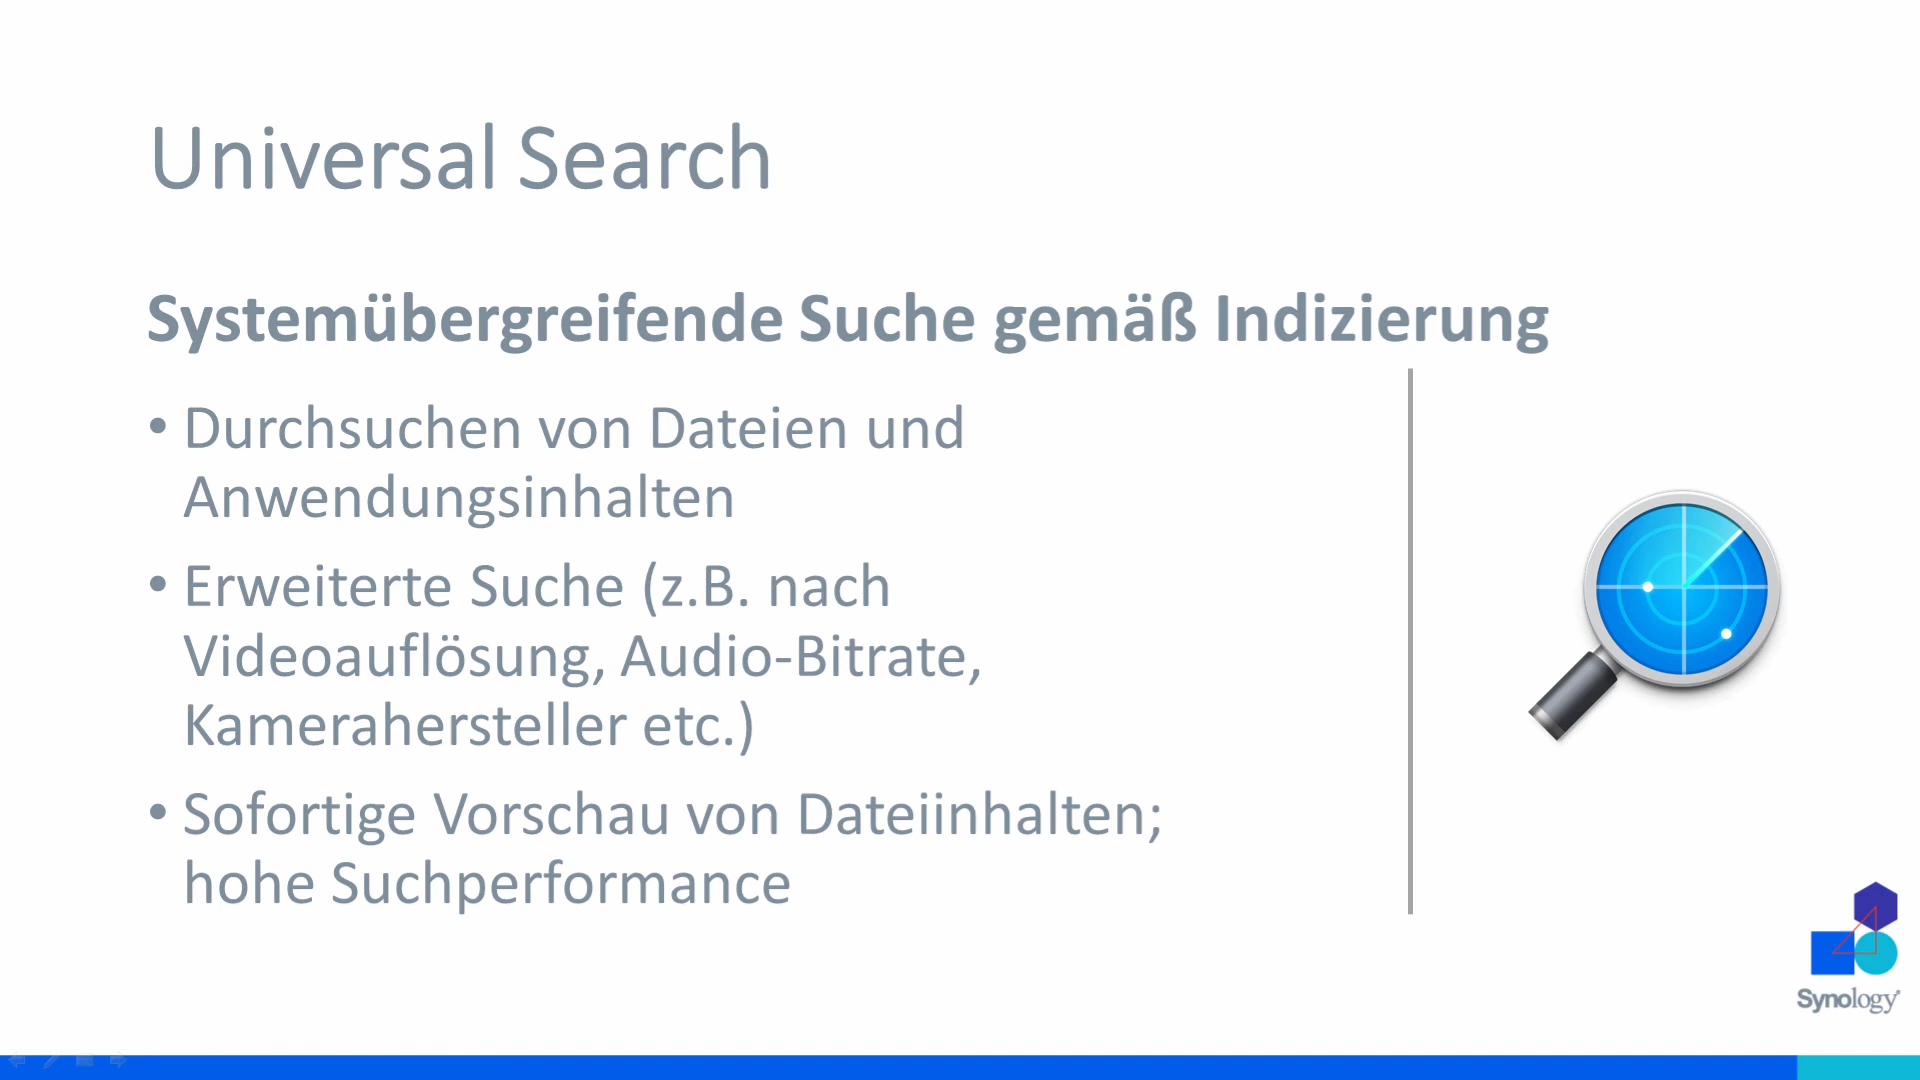 Universal Search
Systemübergreifende Suche gemäß Indizierung
• Durchsuchen von Dateien und
Anwendungsinhalten
• Erweiterte Suche (z.B. nach
Videoauflösung, Audio-Bitrate,
Kamerahersteller etc.)
• Sofortige Vorschau von Dateiinhalten;
hohe Suchperformance
Synology